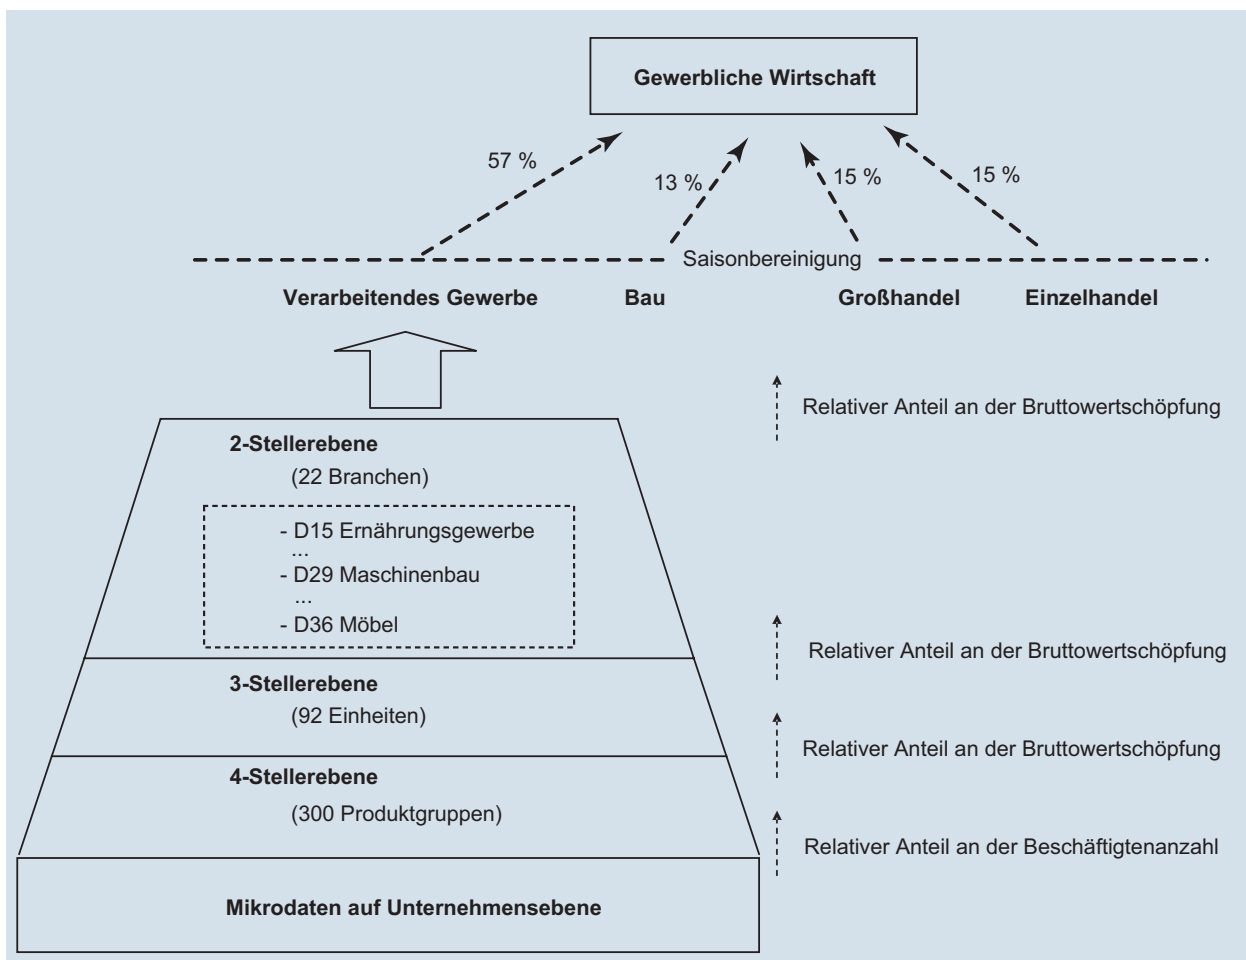 Gewerbliche Wirtschaft
57 %
13 %
15 %
15 %
Saisonbereinigung
Verarbeitendes Gewerbe
Bau
Großhandel
Einzelhandel
Relativer Anteil an der Bruttowertschöpfung
2-Stellerebene
(22 Branchen)
- D15 Ernährungsgewerbe
...
- D29 Maschinenbau
...
- D36 Möbel
Relativer Anteil an der Bruttowertschöpfung
3-Stellerebene
(92 Einheiten)
Relativer Anteil an der Bruttowertschöpfung
4-Stellerebene
(300 Produktgruppen)
Relativer Anteil an der Beschäftigtenanzahl
Mikrodaten auf Unternehmensebene